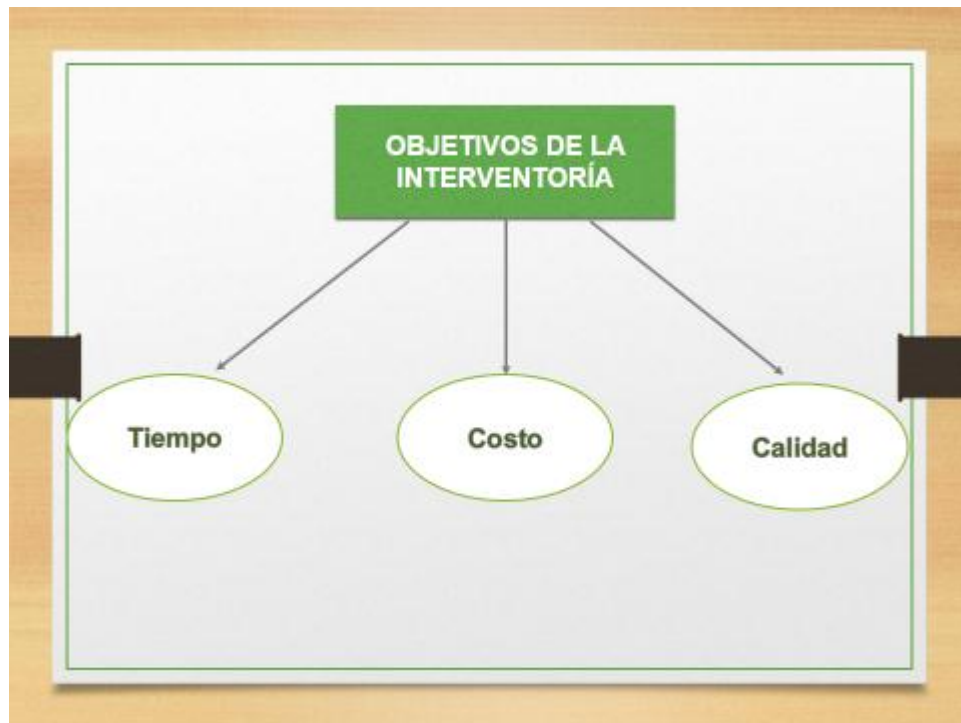 OBJETIVOS DE LA
INTERVENTORÍA
Tiempo
Costo
Calidad